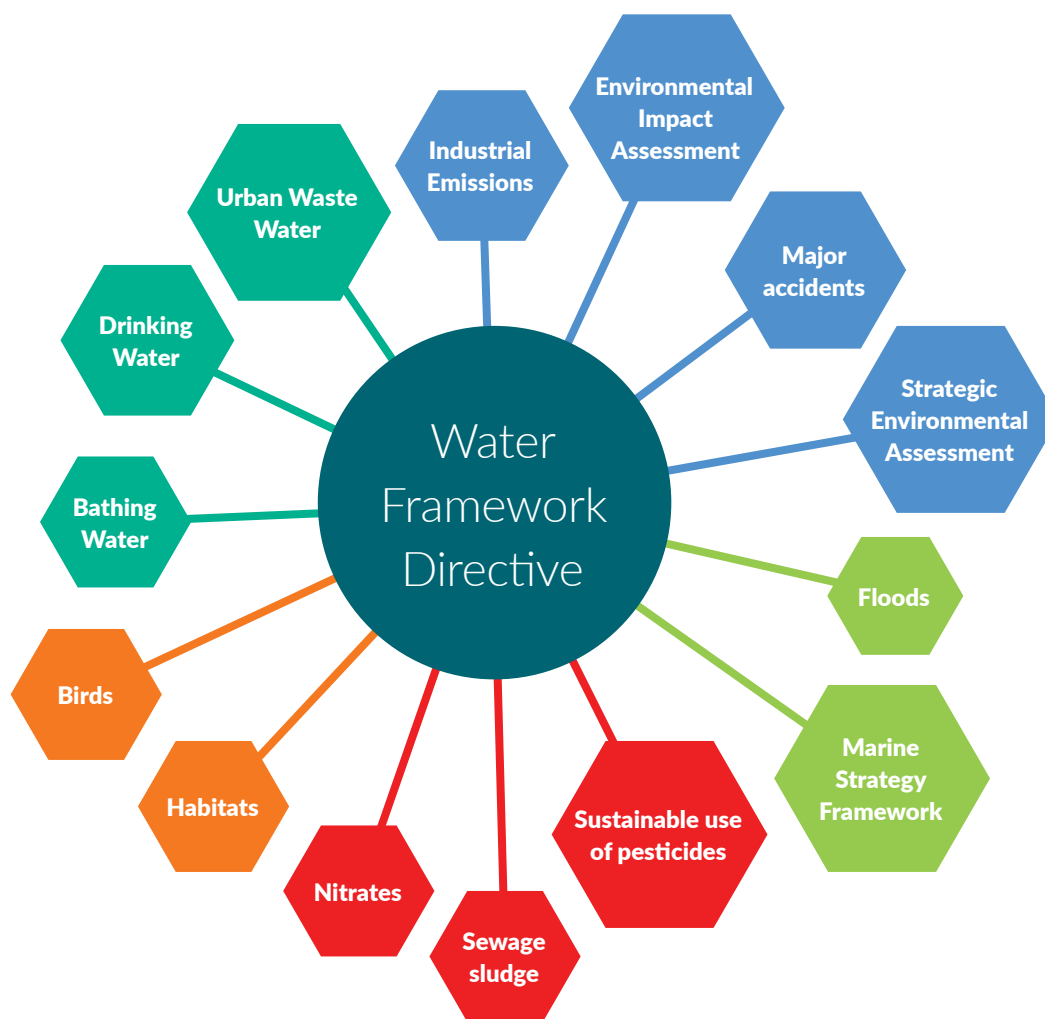 Environmental
Impact
Assessment
Industrial
Emissions
Urban Waste
Water
Major
accidents
Drinking
Water
Strategic
Environmental
Assessment
Water
Framework
Directive
Bathing
Water
Floods
Birds
Marine
Strategy
Framework
Habitats
Sustainable use
of pesticides
Nitrates
Sewage
sludge